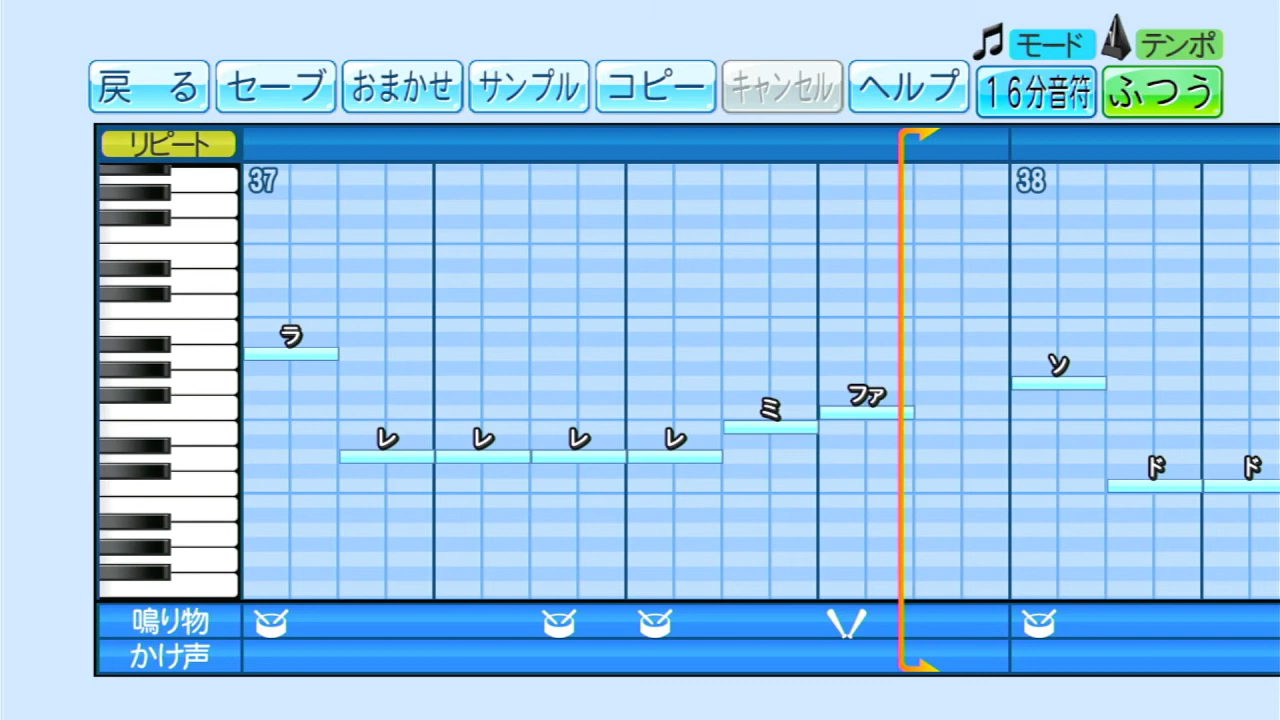 モード テンポ
戻る セーブ おまかせ サンプル コピー キャンセル ヘルプ 16分音符 ふつう
リピート
37 38
ラ
ソ
ファ
ミ
レ レ レ レ
ド ド
鳴り物
かけ声